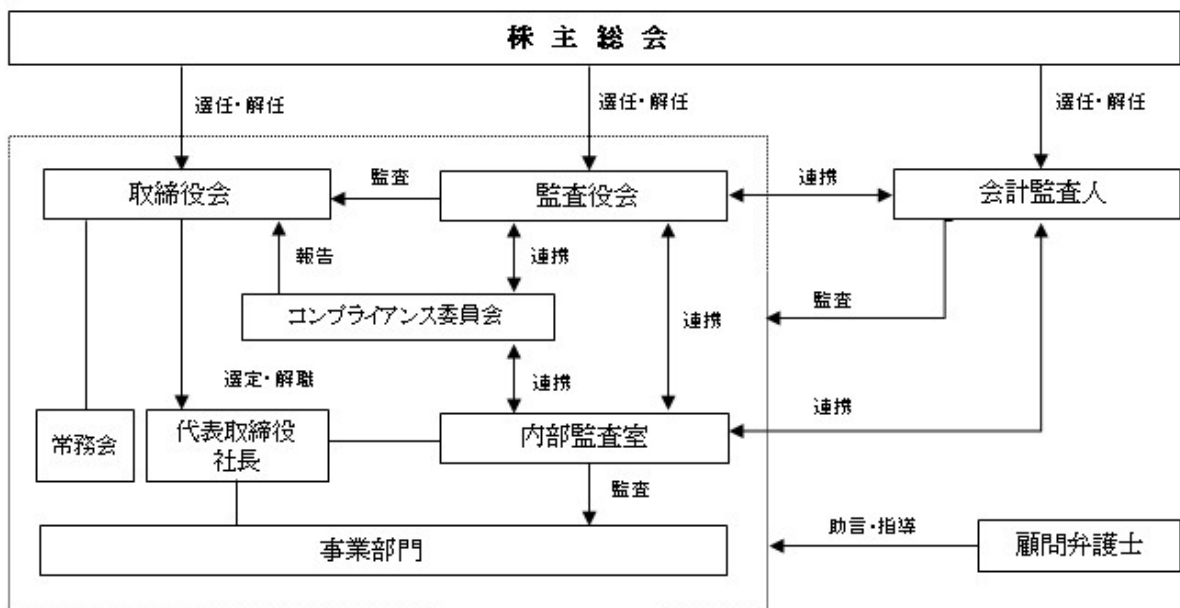 株主総会
選任・解任
選任・解任
選任・解任
取締役会
監査
監査役会
連携
会計監査人
報告
連携
コンプライアンス委員会
連携
監査
選定・解職
連携
連携
常務会
代表取締役
社長
内部監査室
監査
事業部門
助言・指導
顧問弁護士